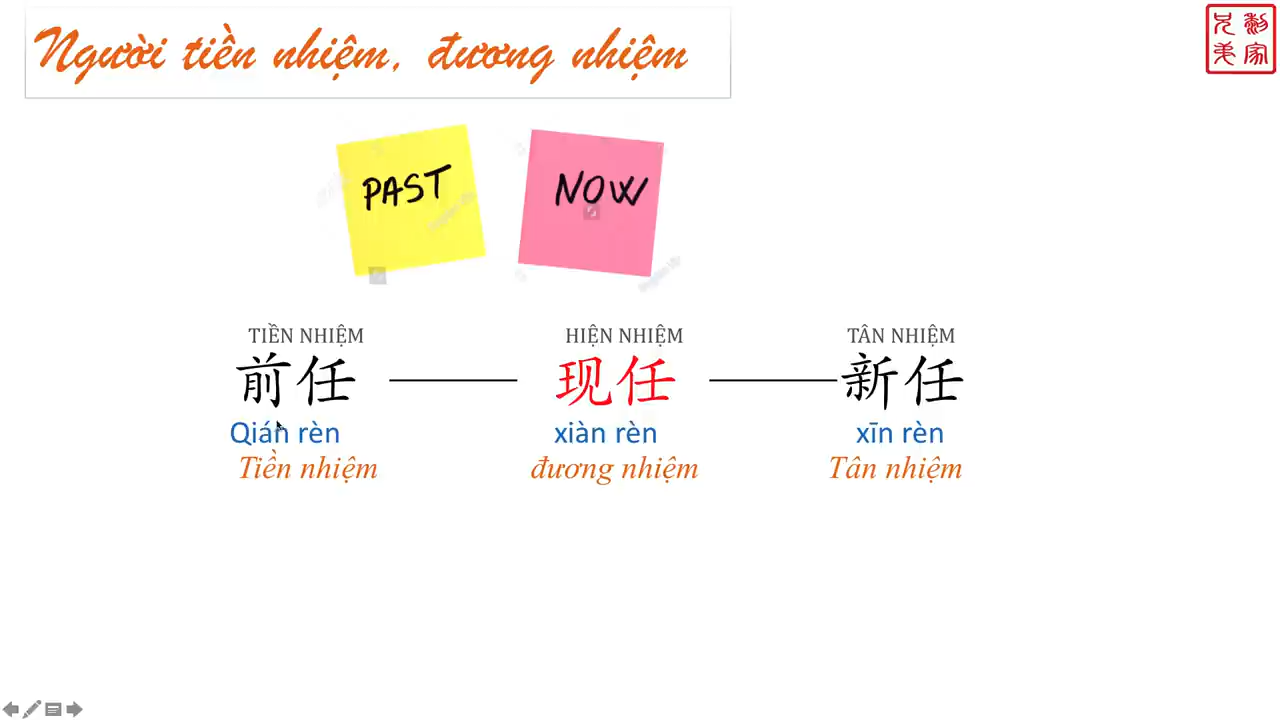 Người tiền nhiệm, đương nhiệm
PAST
NOW
TIỀN NHIỆM
HIỆN NHIỆM
TÂN NHIỆM
前任
现任
新任
Qián rèn
xiàn rèn
xīn rèn
Tiền nhiệm
đương nhiệm
Tân nhiệm